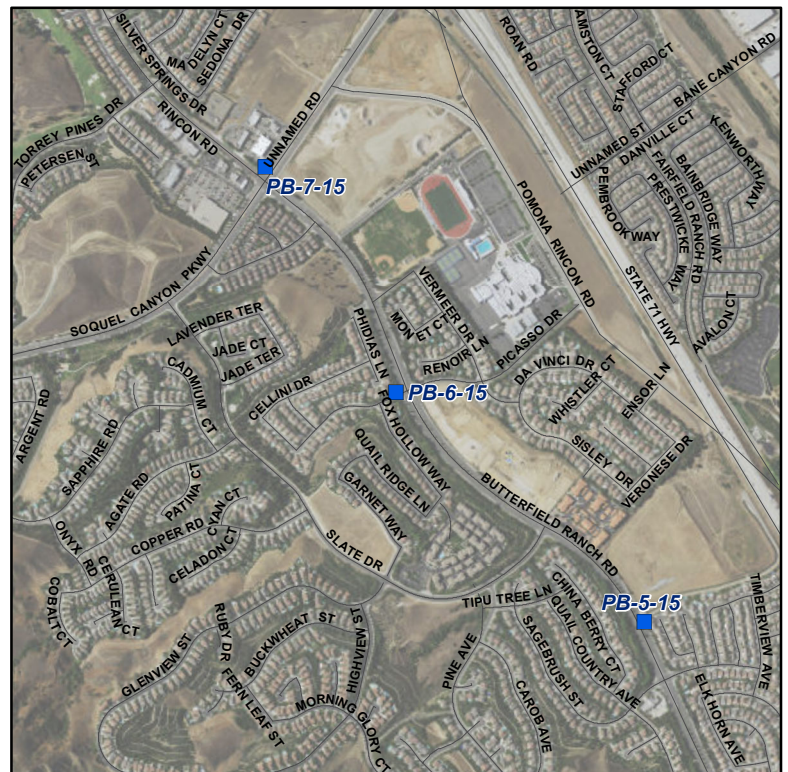 SILVER SPRINGS DR
MA DELYN CT
SEDONA DR
ROAN RD
AMSTON CT
STAFFORD CT
BANE CANYON RD
RINCON RD
UNNAMED RD
TORREY PINES DR
PETERSEN ST
UNNAMED ST
DANVILLE CT
KENWORTH WAY
BAINBRIDGE WAY
FAIRFIELD RANCH RD
PRESTWICKE WAY
PEMBROOK WAY
PB-7-15
POMONA RINCON RD
SOQUEL CANYON PKWY
STATE 71 HWY
AVALON CT
LAVENDER TER
JADE CT
JADE TER
PHIDIAS LN
VERMEER DR
MON ET CT
RENOIR LN
PICASSO DR
CADMIUM CT
CELLINI DR
DA VINCI DR
WHISTLER CT
ENSOR LN
ARGENT RD
SAPPHIRE RD
PB-6-15
FOX HOLLOW WAY
SISLEY DR
VERONESE DR
QUAIL RIDGE LN
GARNET WAY
AGATE RD
PATINA CT
CYAN CT
BUTTERFIELD RANCH RD
ONYX RD
COPPER RD
CELADON CT
CERULEAN CT
COBALT CT
SLATE DR
TIPU TREE LN
CHINA BERRY CT
PB-5-15
TIMBERVIEW AVE
RUBY DR
BUCKWHEAT ST
HIGHVIEW ST
QUAIL COUNTRY AVE
SAGEBRUSH ST
PINE AVE
GLENVIEW ST
FERN LEAF ST
MORNING GLORY CT
CAROB AVE
ELK HORN AVE